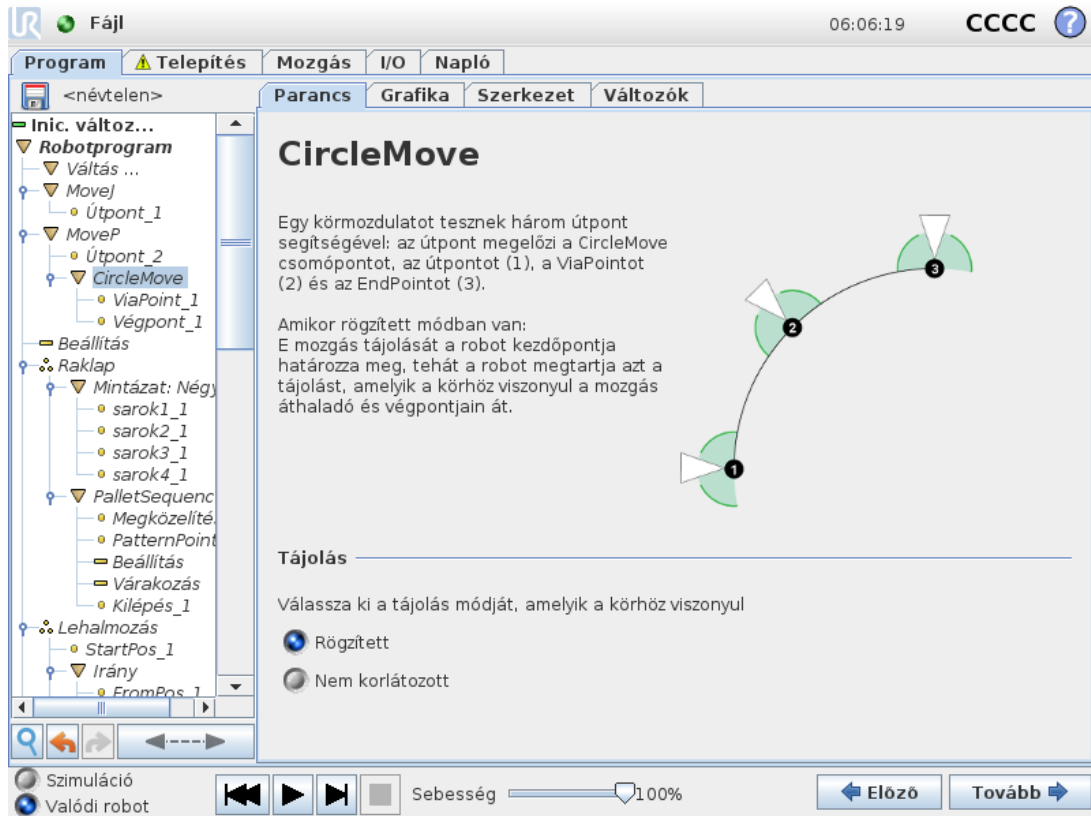 UR
Fájl
06:06:19
CCCC
?
Program
Telepítés
Mozgás
I/O
Napló
<névtelen>
Parancs
Grafika
Szerkezet
Változók
Inic. változ...
Robotprogram
Váltás ...
MoveJ
Útpont_1
MoveP
Útpont_2
CircleMove
ViaPoint_1
Végpont_1
Beállítás
Raklap
Mintázat: Négy
sarok1_1
sarok2_1
sarok3_1
sarok4_1
PalletSequenc
Megközelítés
PatternPoint
Beállítás
Várakozás
Kilépés_1
Lehalmozás
StartPos_1
Irány
FromPos_1
CircleMove
Egy körmozdulatot tesznek három útpont
segítségével: az útpont megelőzi a CircleMove
csomópontot, az útpontot (1), a ViaPointot
(2) és az EndPointot (3).
Amikor rögzített módban van:
E mozgás tájolását a robot kezdőpontja
határozza meg, tehát a robot megtartja azt a
tájolást, amelyik a körhöz viszonyul a mozgás
áthaladó és végpontjain át.
3
2
1
Tájolás
Válassza ki a tájolás módját, amelyik a körhöz viszonyul
Rögzített
Nem korlátozott
Szimuláció
Valódi robot
Sebesség
100%
Előző
Tovább